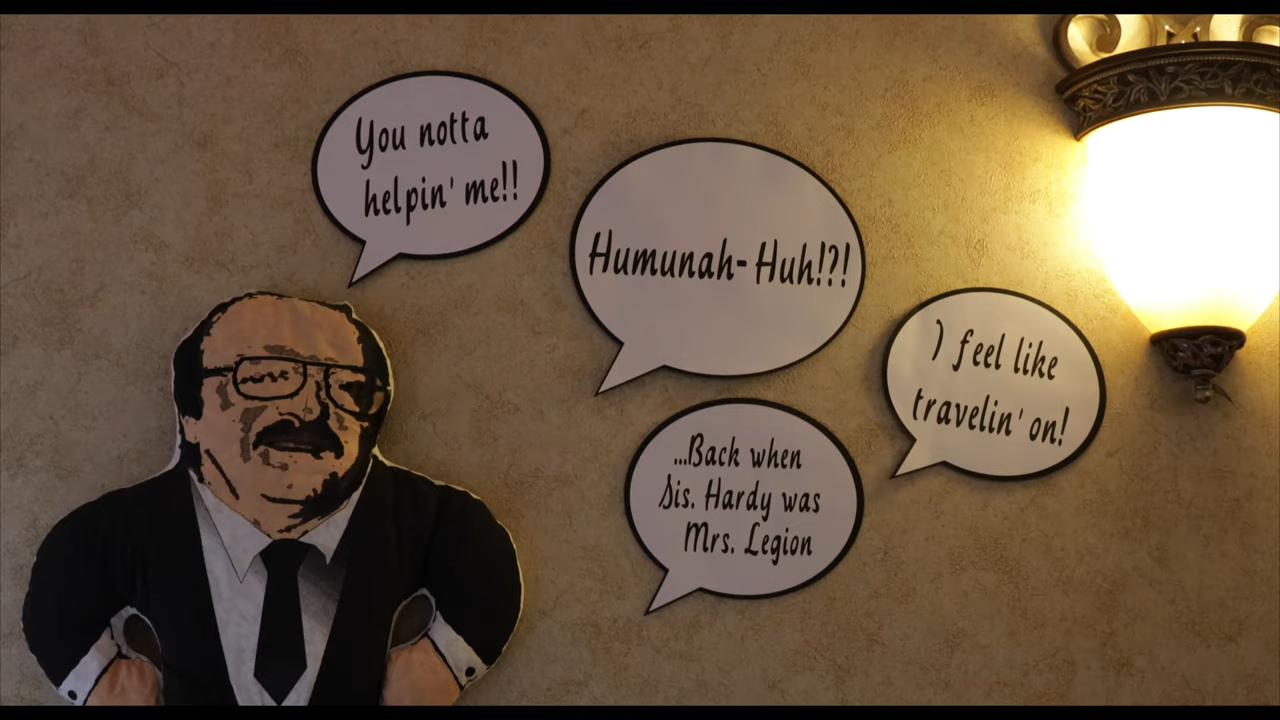 You notta
helpin' me!!
Humunah-Huh!?!
I feel like
travelin' on!
...Back when
Sis. Hardy was
Mrs. Legion